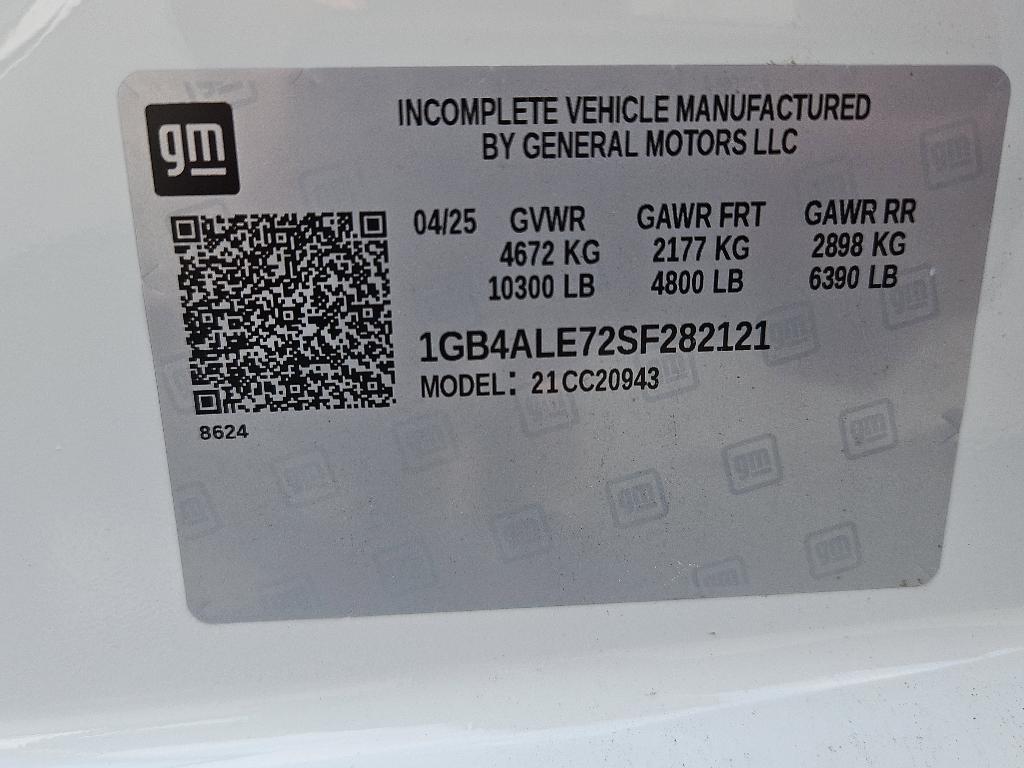 gm
INCOMPLETE VEHICLE MANUFACTURED
BY GENERAL MOTORS LLC
04/25 GVWR GAWR FRT GAWR RR
4672 KG 2177 KG 2898 KG
10300 LB 4800 LB 6390 LB
1GB4ALE72SF282121
MODEL: 21CC20943
8624